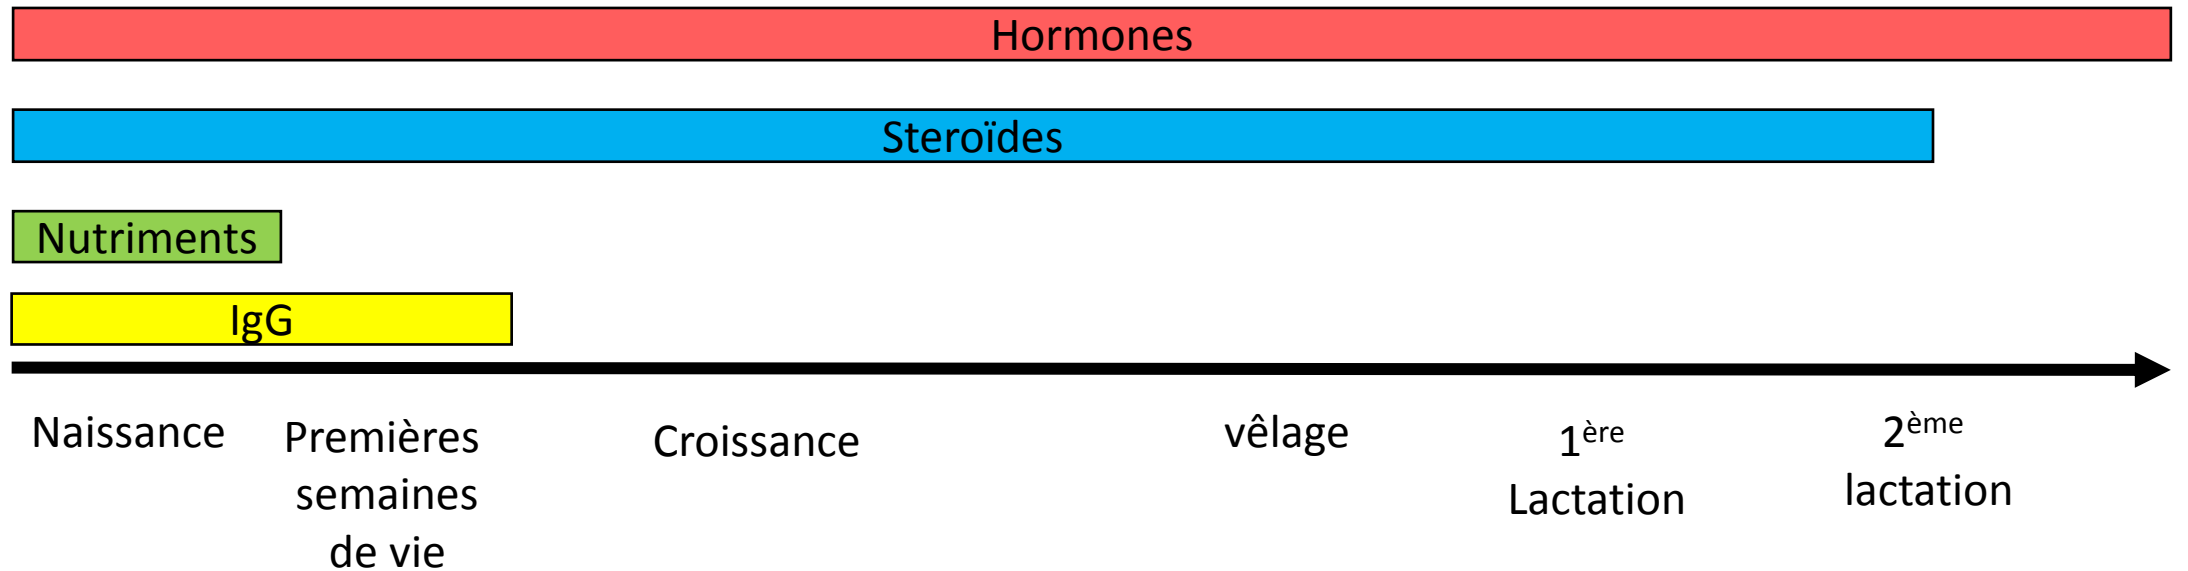 Hormones
Steroïdes
Nutriments
IgG
Naissance
Premières
semaines
de vie
Croissance
vêlage
1ère
Lactation
2ème
lactation